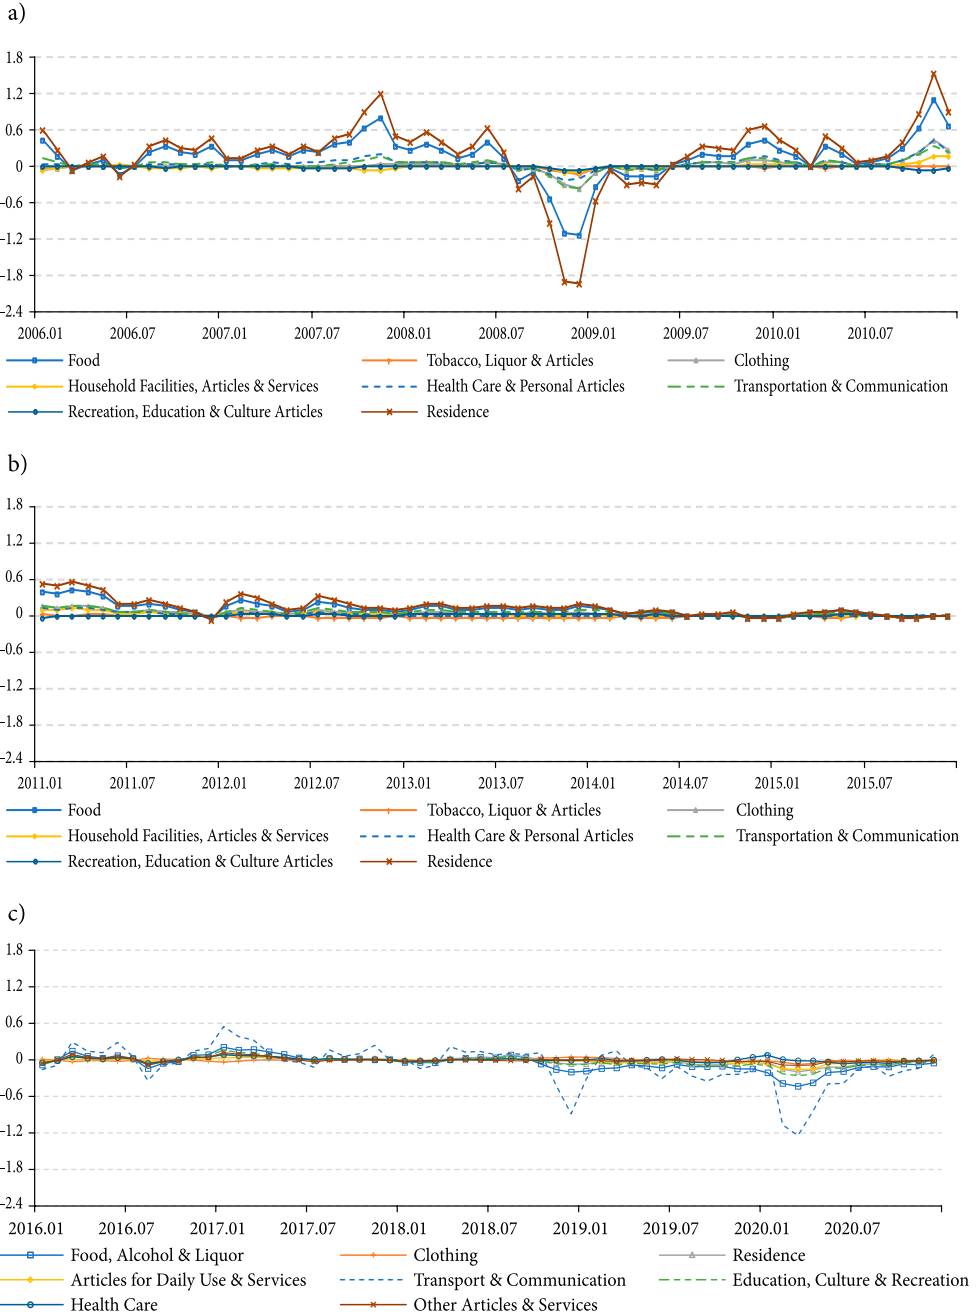 a)
1.8
1.2
0.6
0
–0.6
–1.2
–1.8
–2.4
2006.01 2006.07 2007.01 2007.07 2008.01 2008.07 2009.01 2009.07 2010.01 2010.07
Food Tobacco, Liquor & Articles Clothing
Household Facilities, Articles & Services Health Care & Personal Articles Transportation & Communication
Recreation, Education & Culture Articles Residence
b)
1.8
1.2
0.6
0
–0.6
–1.2
–1.8
–2.4
2011.01 2011.07 2012.01 2012.07 2013.01 2013.07 2014.01 2014.07 2015.01 2015.07
Food Tobacco, Liquor & Articles Clothing
Household Facilities, Articles & Services Health Care & Personal Articles Transportation & Communication
Recreation, Education & Culture Articles Residence
c)
1.8
1.2
0.6
0
–0.6
–1.2
–1.8
–2.4
2016.01 2016.07 2017.01 2017.07 2018.01 2018.07 2019.01 2019.07 2020.01 2020.07
Food, Alcohol & Liquor Clothing Residence
Articles for Daily Use & Services Transport & Communication Education, Culture & Recreation
Health Care Other Articles & Services